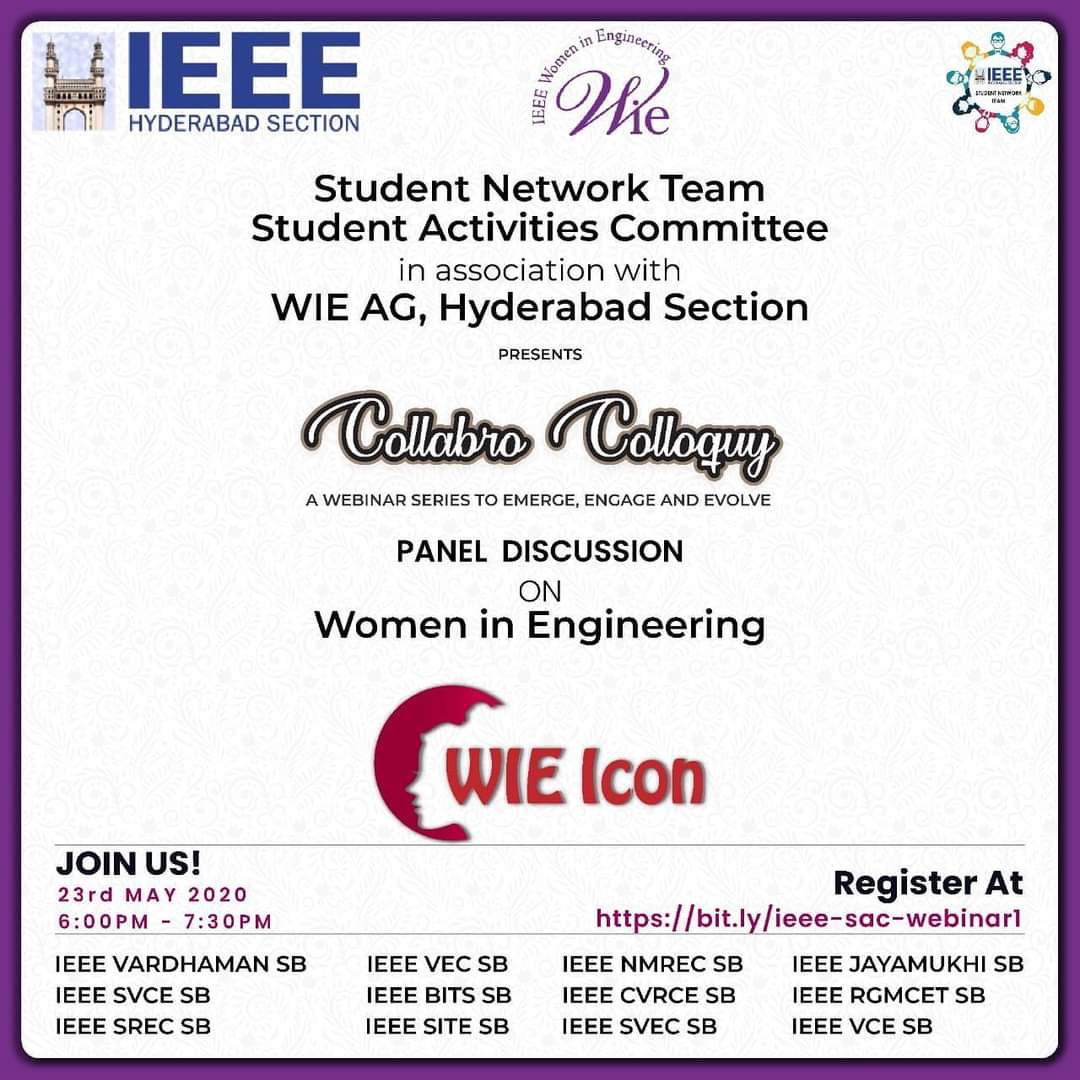 IEEE
HYDERABAD SECTION
IEEE Women in Engineering
Wie
IEEE
STUDENT NETWORK
TEAM
Student Network Team
Student Activities Committee
in association with
WIE AG, Hyderabad Section
PRESENTS
Collabro Colloquy
A WEBINAR SERIES TO EMERGE, ENGAGE AND EVOLVE
PANEL DISCUSSION
ON
Women in Engineering
WIE Icon
JOIN US!
23rd MAY 2020
6:00PM - 7:30PM
Register At
https://bit.ly/ieee-sac-webinar1
IEEE VARDHAMAN SB IEEE VEC SB IEEE NMREC SB IEEE JAYAMUKHI SB
IEEE SVCE SB IEEE BITS SB IEEE CVRCE SB IEEE RGMCET SB
IEEE SREC SB IEEE SITE SB IEEE SVEC SB IEEE VCE SB